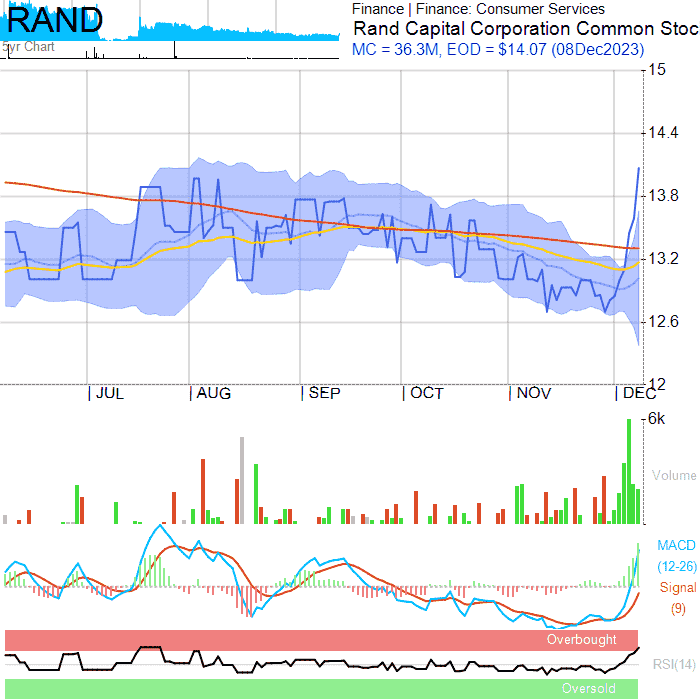 RAND
5yr Chart
Finance | Finance: Consumer Services
Rand Capital Corporation Common Stoc
MC = 36.3M, EOD = $14.07 (08Dec2023)
15
14.4
13.8
13.2
12.6
12
JUL AUG SEP OCT NOV DEC
6k
Volume
MACD
(12-26)
Signal
(9)
Overbought
RSI(14)
Oversold